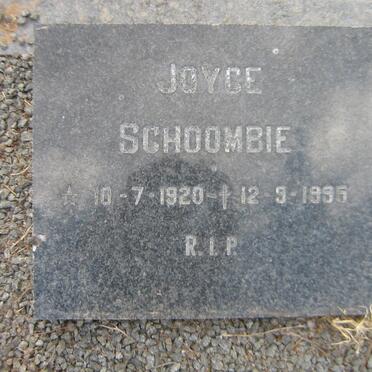 JOYCE
SCHOOMBIE
☆ 10-7-1920-† 12 9-1995
R.I.P.